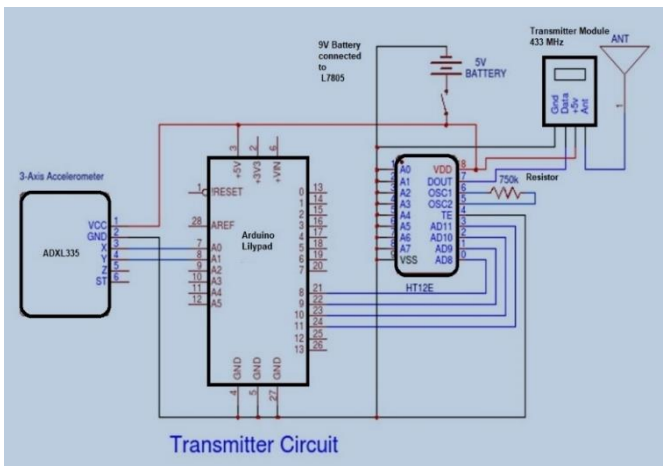 Transmitter Module
433 MHz
ANT
9V Battery
connected
to
L7805
5V
BATTERY
Gnd
Data
+5v
Ant
1
3-Axis Accelerometer
ADXL335
VCC 1
GND 2
X 3
Y 4
Z 5
ST 6
3 2 6
+5V +3V3 +VIN
1 !RESET
28 AREF
Arduino
Lilypad
7 A0
8 A1
9 A2
10 A3
11 A4
12 A5
0 13
1 14
2 15
3 16
4 17
5 18
6 19
7 20
8 21
9 22
10 23
11 24
12 25
13 26
GND GND GND
4 5 27
A0 VDD 8
A1 DOUT 7
A2 OSC1 6
A3 OSC2 5
A4 TE 4
A5 AD11 3
A6 AD10 2
A7 AD9 1
VSS AD8 0
HT12E
750k Resistor
Transmitter Circuit